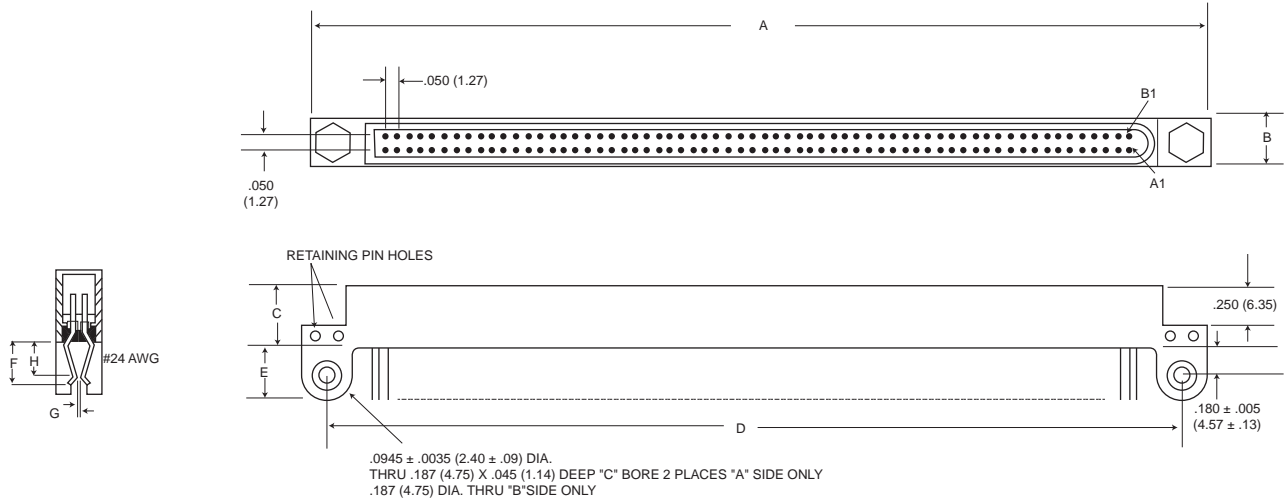 A
.050 (1.27)
B1
B
A1
.050
(1.27)
RETAINING PIN HOLES
C
.250 (6.35)
F
H
#24 AWG
E
G
.180 ± .005
(4.57 ± .13)
D
.0945 ± .0035 (2.40 ± .09) DIA.
THRU .187 (4.75) X .045 (1.14) DEEP "C" BORE 2 PLACES "A" SIDE ONLY
.187 (4.75) DIA. THRU "B"SIDE ONLY